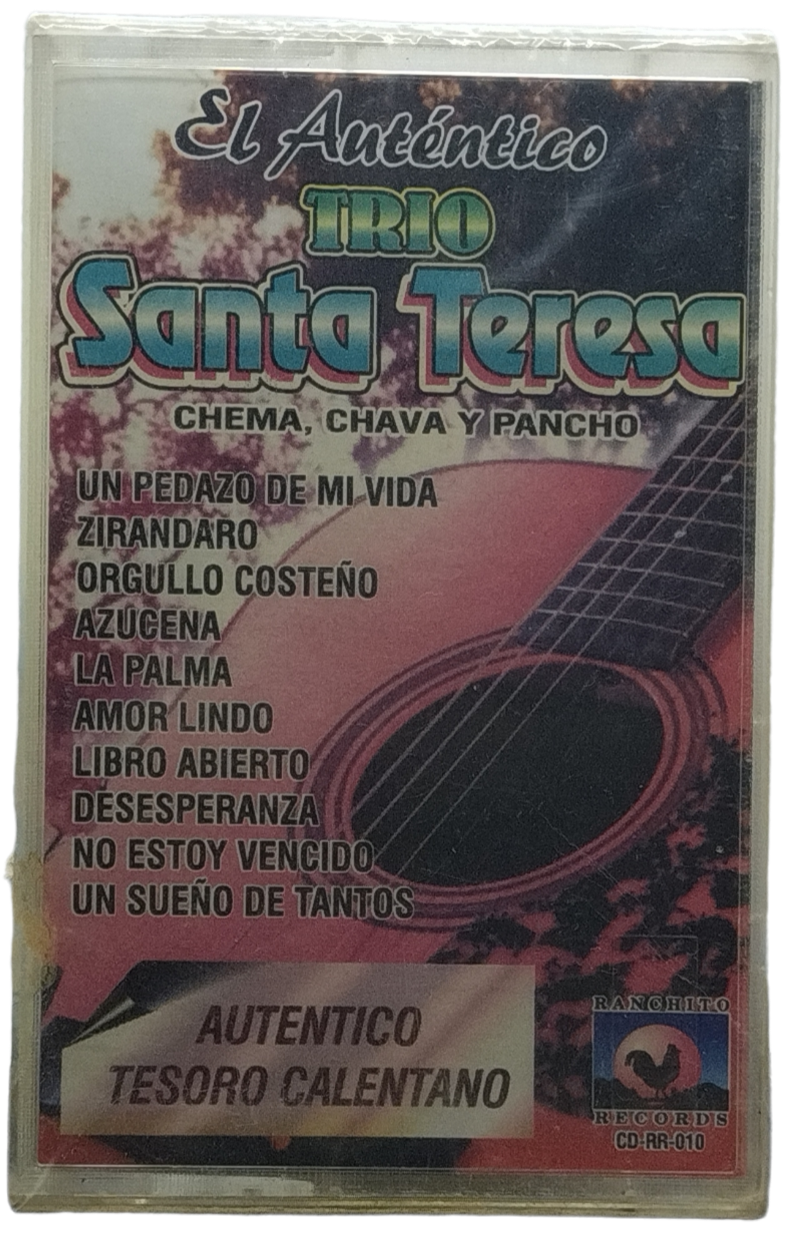 El Auténtico
TRIO
Santa Teresa
CHEMA, CHAVA Y PANCHO
UN PEDAZO DE MI VIDA
ZIRANDARO
ORGULLO COSTEÑO
AZUCENA
LA PALMA
AMOR LINDO
LIBRO ABIERTO
DESESPERANZA
NO ESTOY VENCIDO
UN SUEÑO DE TANTOS
AUTENTICO
TESORO CALENTANO
RANCHITO
RECORDS
CD-RR-010